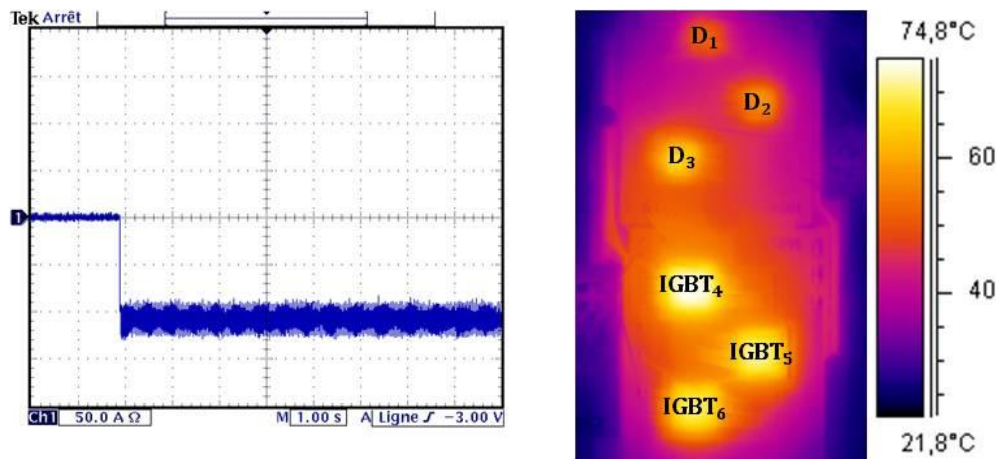 Tek Arrêt
1
Ch1 50.0 A Ω M 1.00 s A Ligne ƒ -3.00 V
D1
D2
D3
IGBT4
IGBT5
IGBT6
74,8°C
60
40
21,8°C